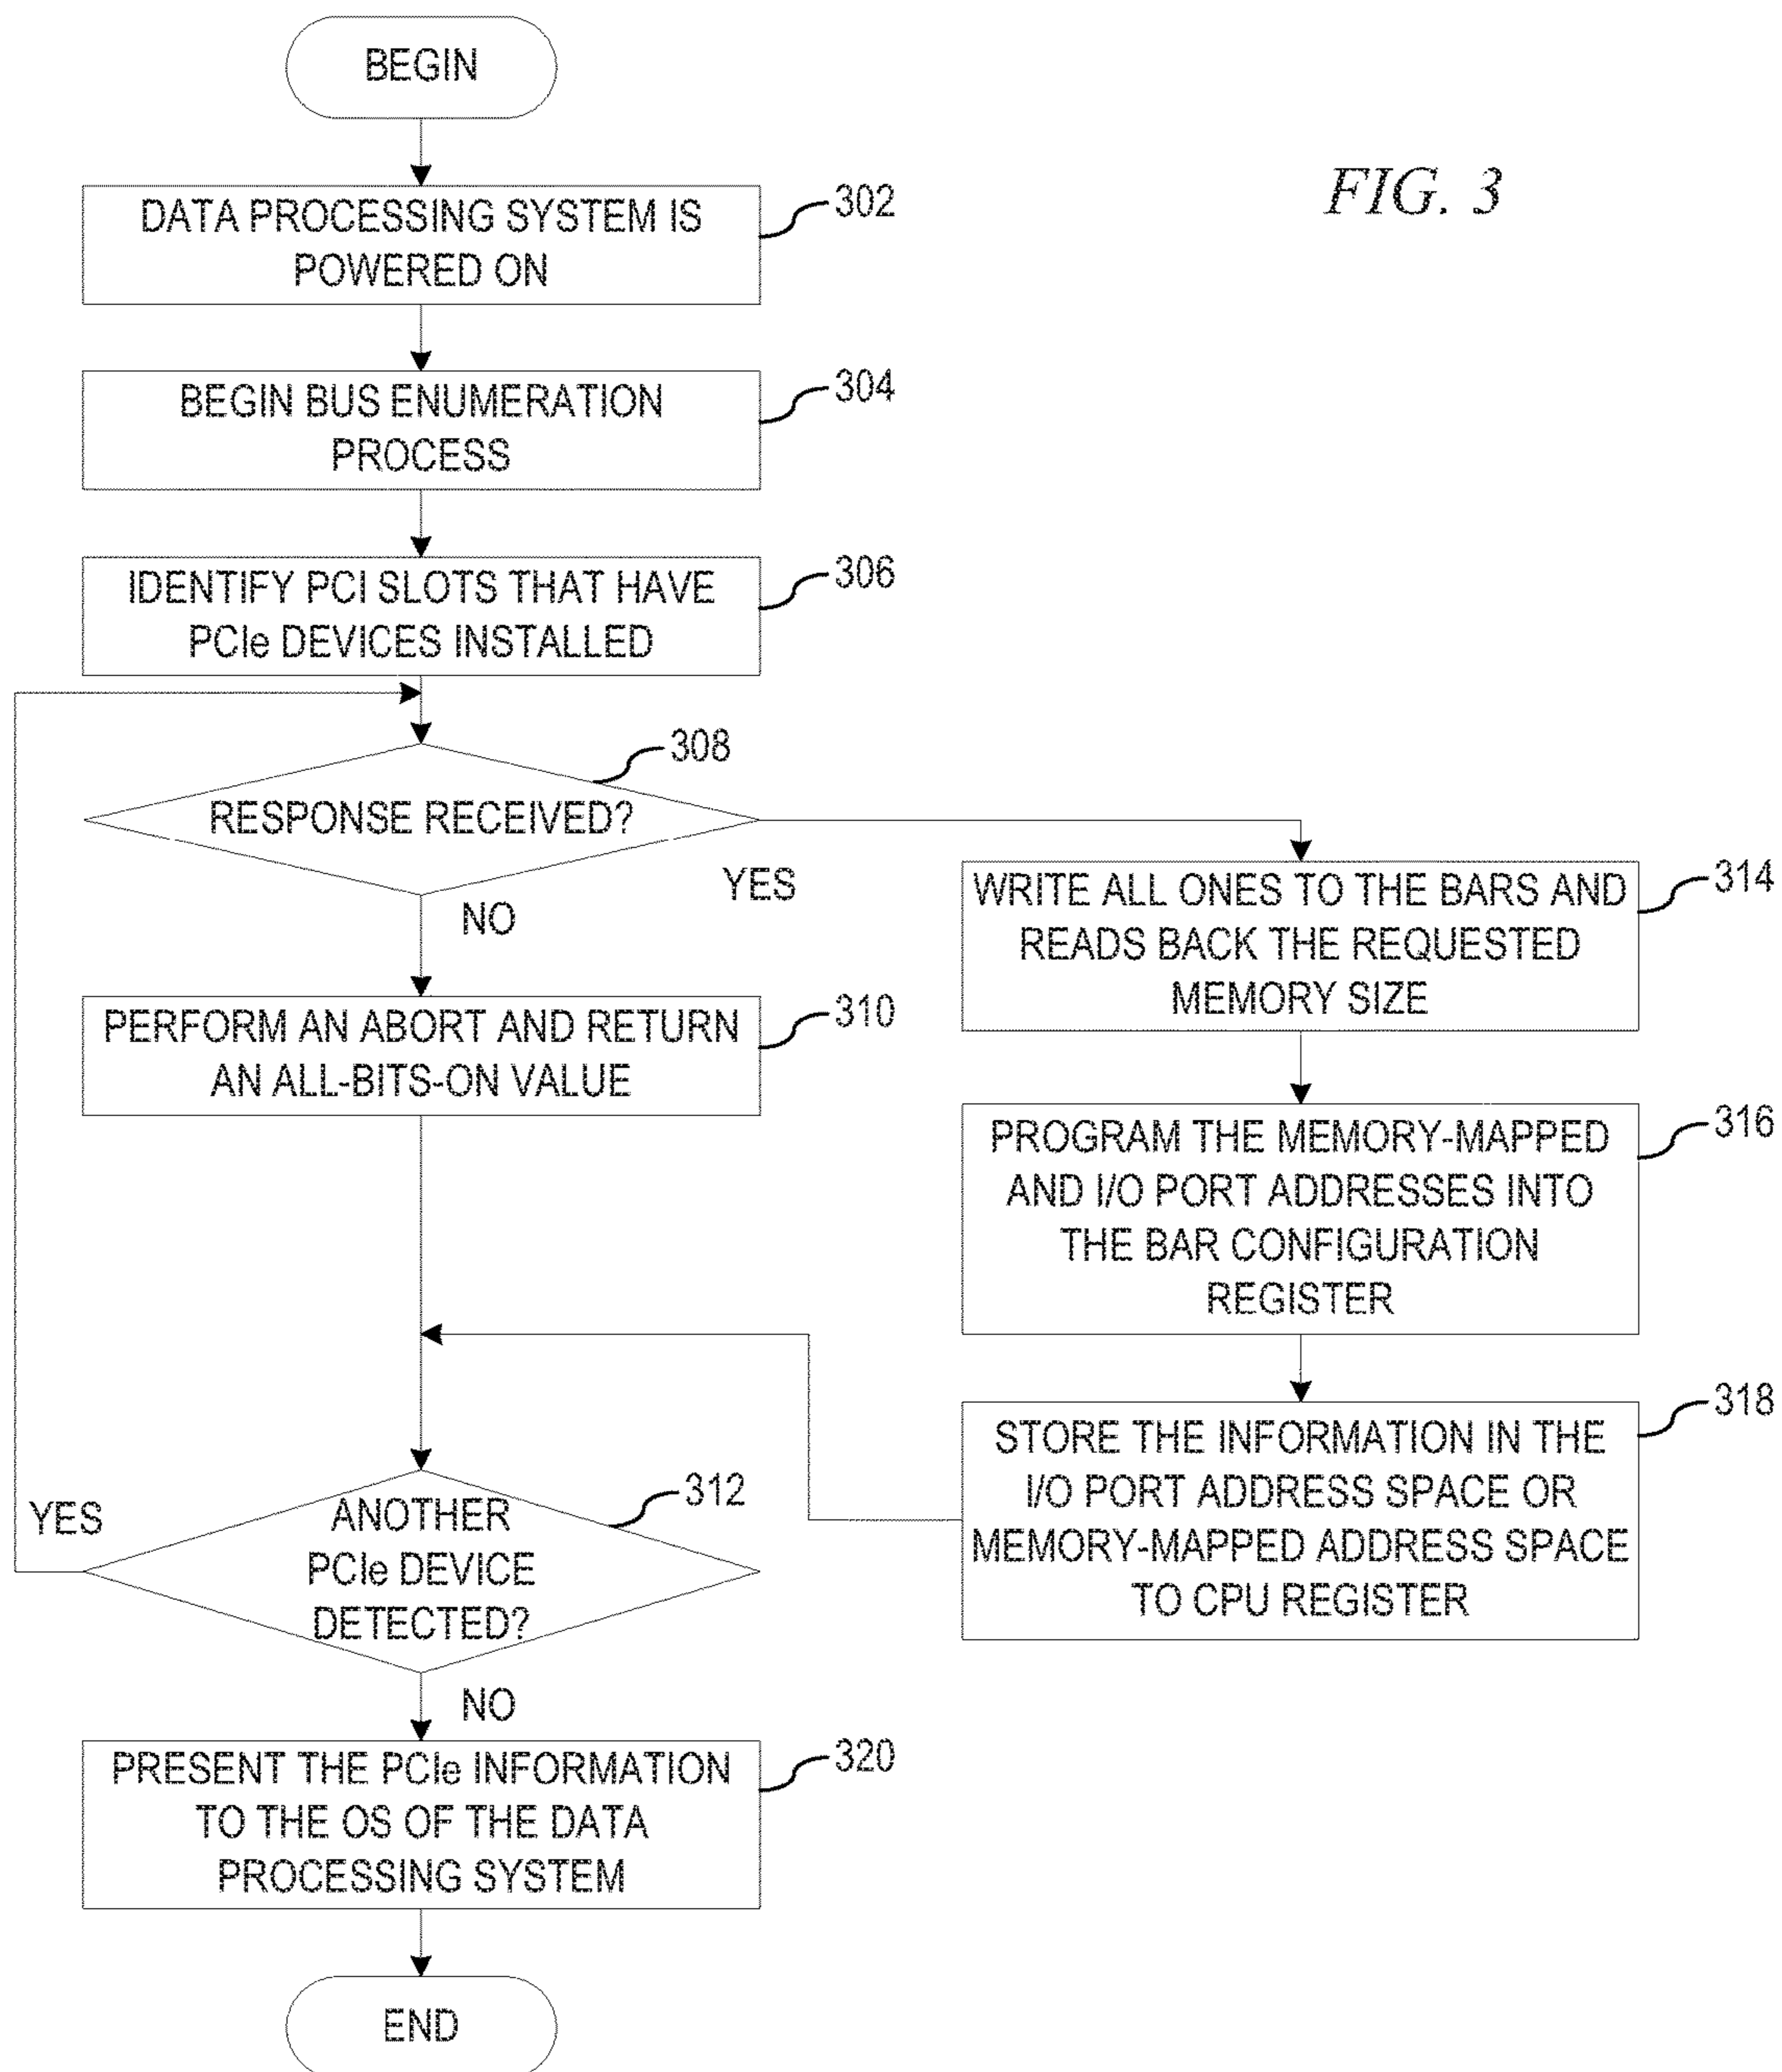 BEGIN
FIG. 3
DATA PROCESSING SYSTEM IS
POWERED ON
302
BEGIN BUS ENUMERATION
PROCESS
304
IDENTIFY PCI SLOTS THAT HAVE
PCIe DEVICES INSTALLED
306
RESPONSE RECEIVED?
308
YES
NO
PERFORM AN ABORT AND RETURN
AN ALL-BITS-ON VALUE
310
WRITE ALL ONES TO THE BARS AND
READS BACK THE REQUESTED
MEMORY SIZE
314
PROGRAM THE MEMORY-MAPPED
AND I/O PORT ADDRESSES INTO
THE BAR CONFIGURATION
REGISTER
316
STORE THE INFORMATION IN THE
I/O PORT ADDRESS SPACE OR
MEMORY-MAPPED ADDRESS SPACE
TO CPU REGISTER
318
ANOTHER
PCIe DEVICE
DETECTED?
312
YES
NO
PRESENT THE PCIe INFORMATION
TO THE OS OF THE DATA
PROCESSING SYSTEM
320
END